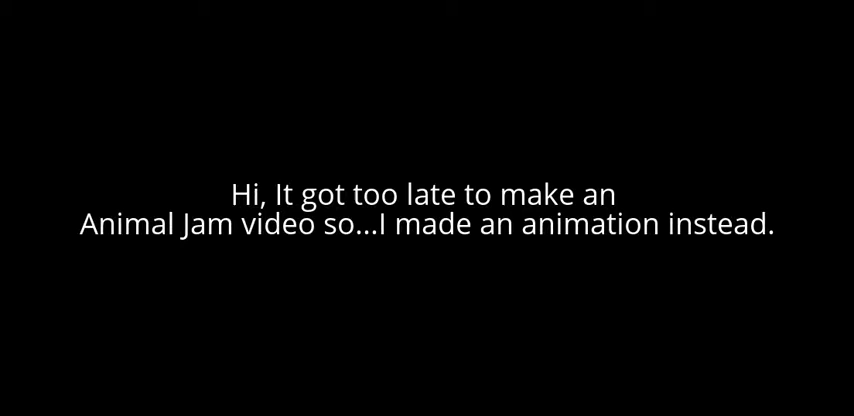 Hi, It got too late to make an
Animal Jam video so...I made an animation instead.